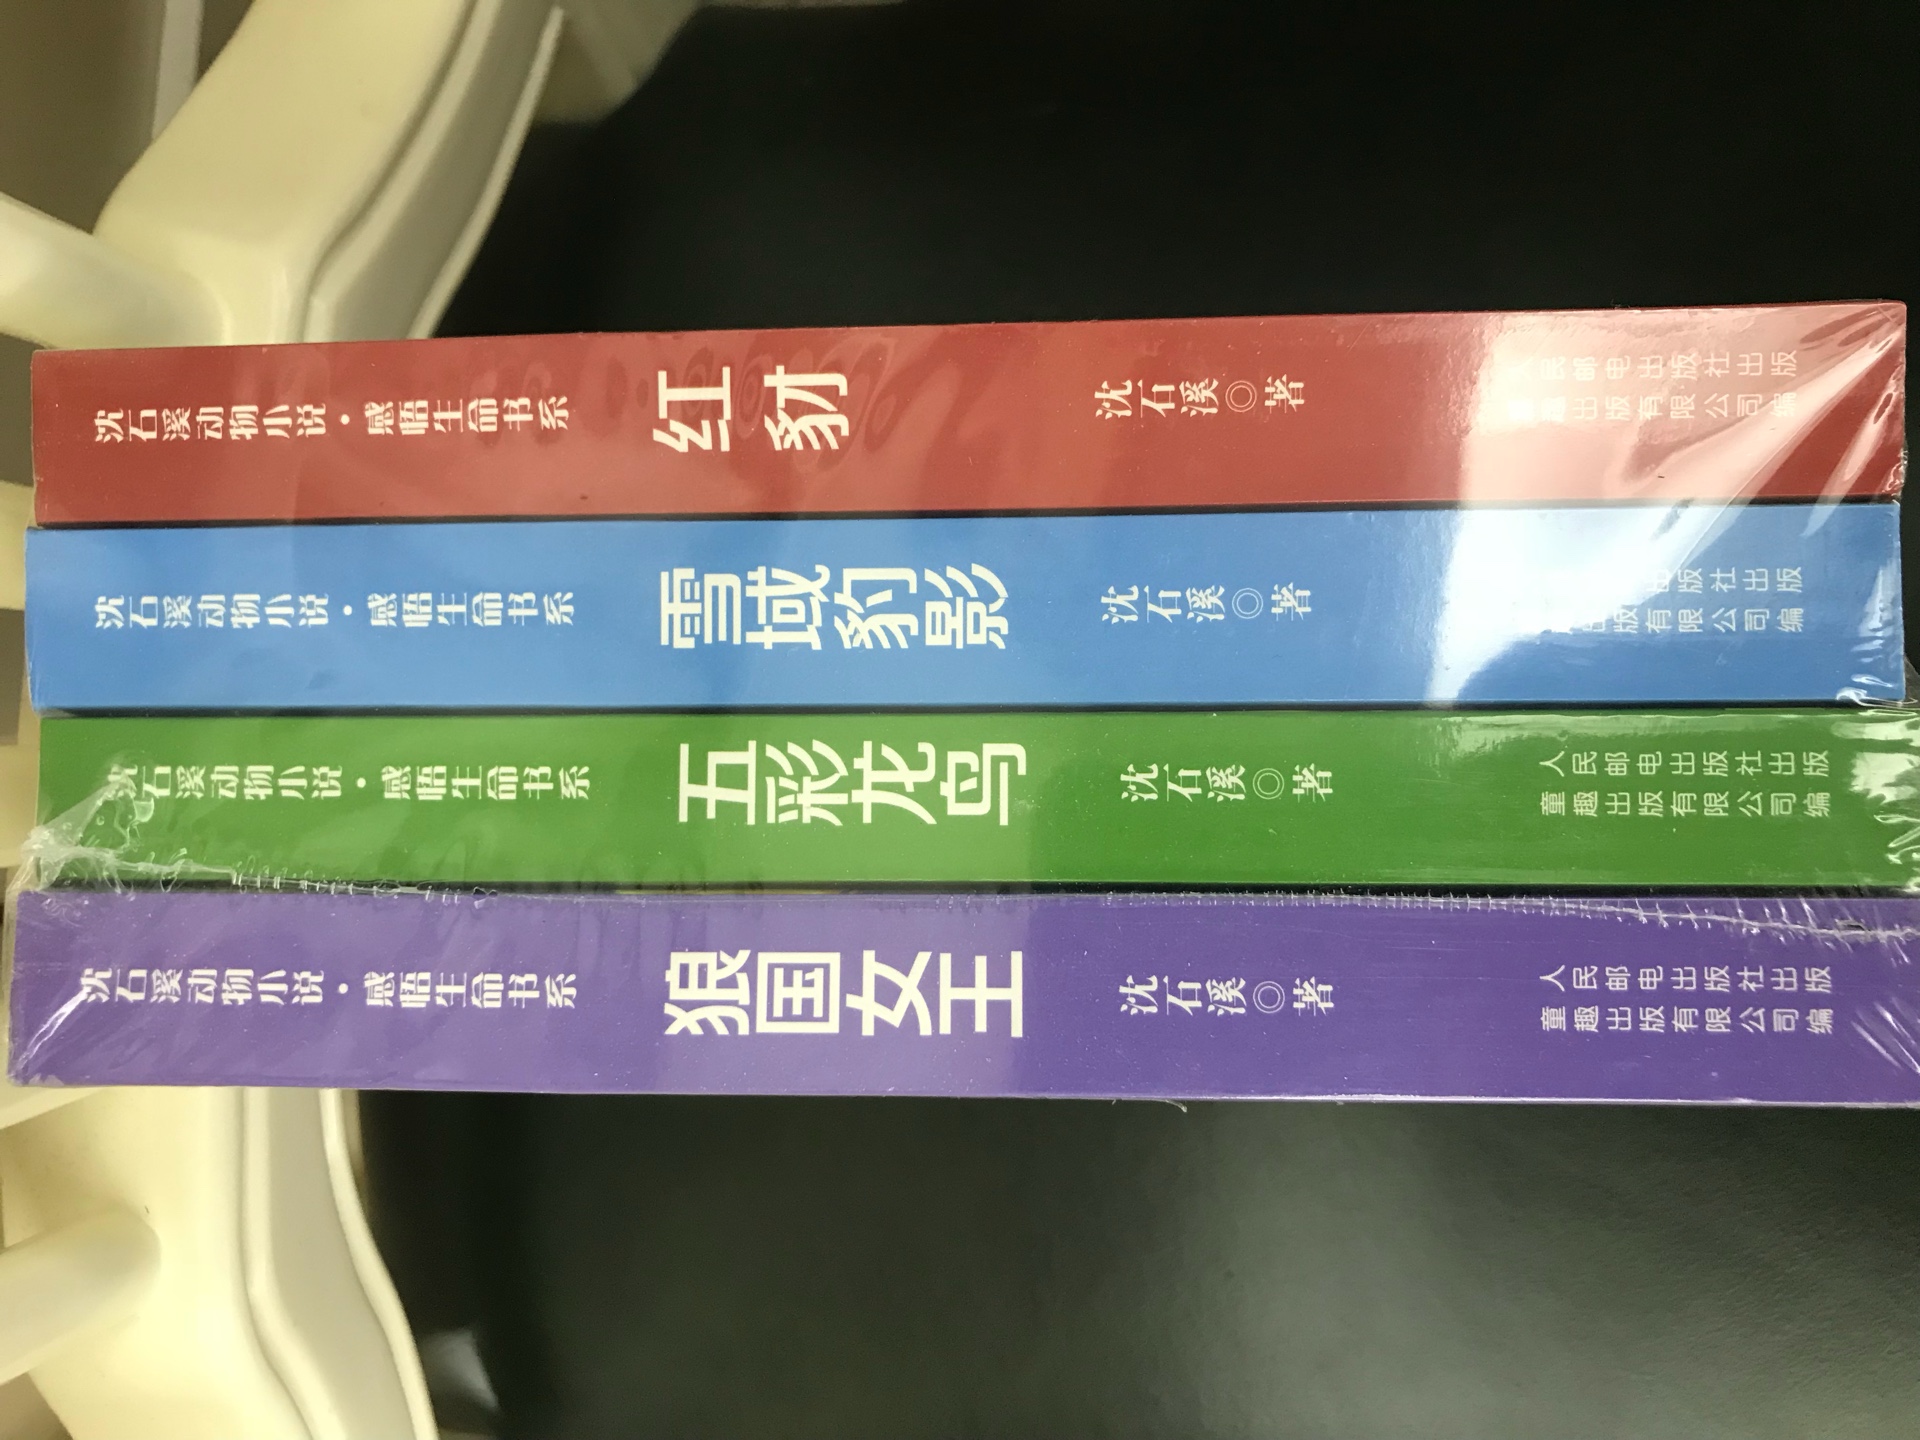 沈石溪动物小说·感悟生命书系
红豺
沈石溪◎著
人民邮电出版社出版
童趣出版有限公司编
沈石溪动物小说·感悟生命书系
雪域豹影
沈石溪◎著
出版社出版
出版有限公司编
沈石溪动物小说·感悟生命书系
五彩龙鸟
沈石溪◎著
人民邮电出版社出版
童趣出版有限公司编
沈石溪动物小说·感悟生命书系
狼国女王
沈石溪◎著
人民邮电出版社出版
童趣出版有限公司编